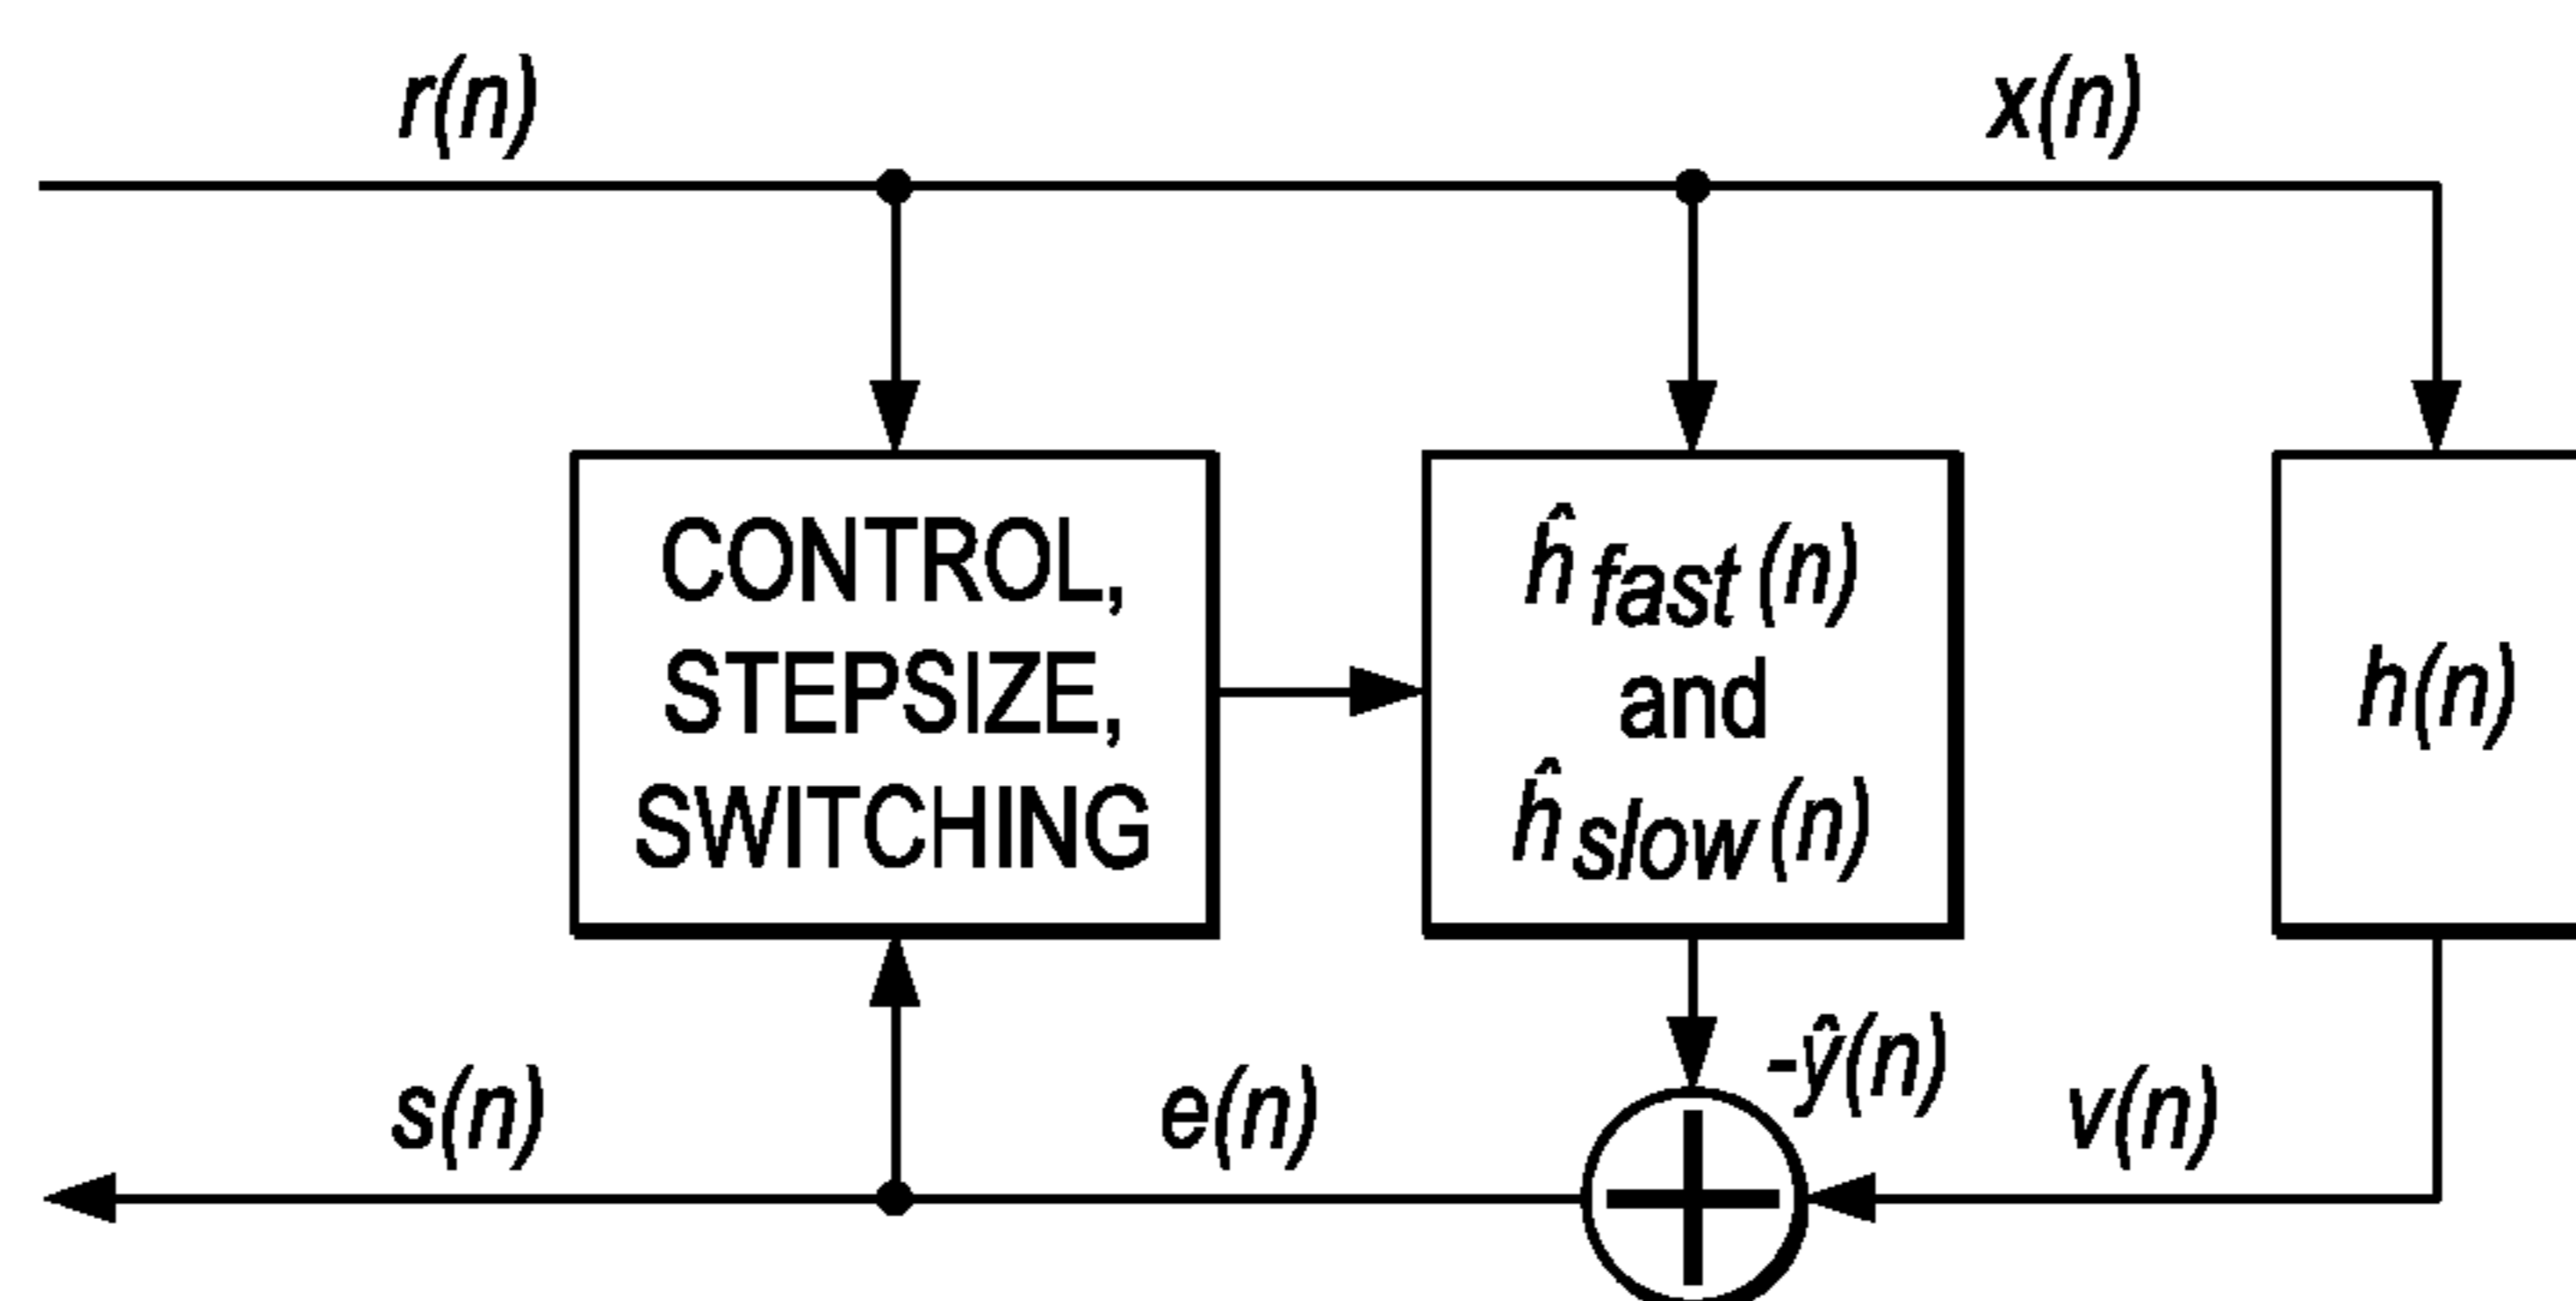 r(n)
x(n)
CONTROL,
STEPSIZE,
SWITCHING
ĥ fast (n)
and
ĥ slow (n)
h(n)
s(n)
e(n)
-ŷ(n)
v(n)